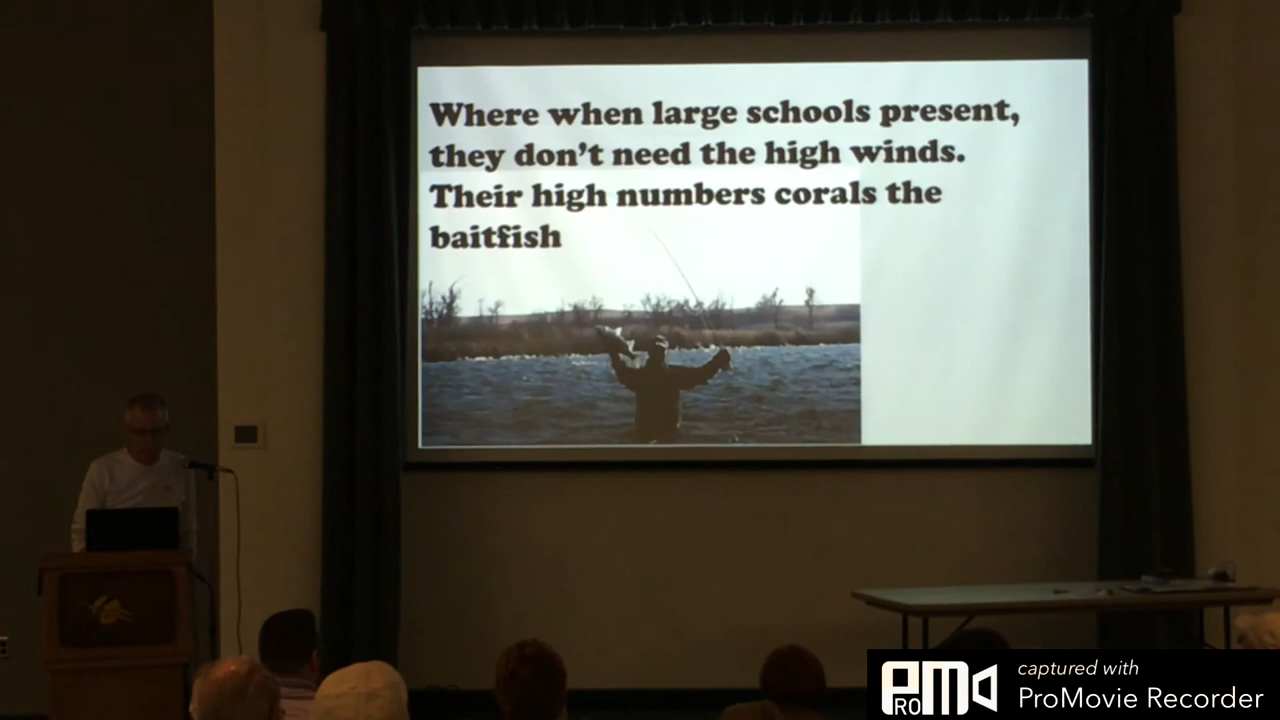 Where when large schools present,
they don't need the high winds.
Their high numbers corals the
baitfish
PRO M
captured with
ProMovie Recorder